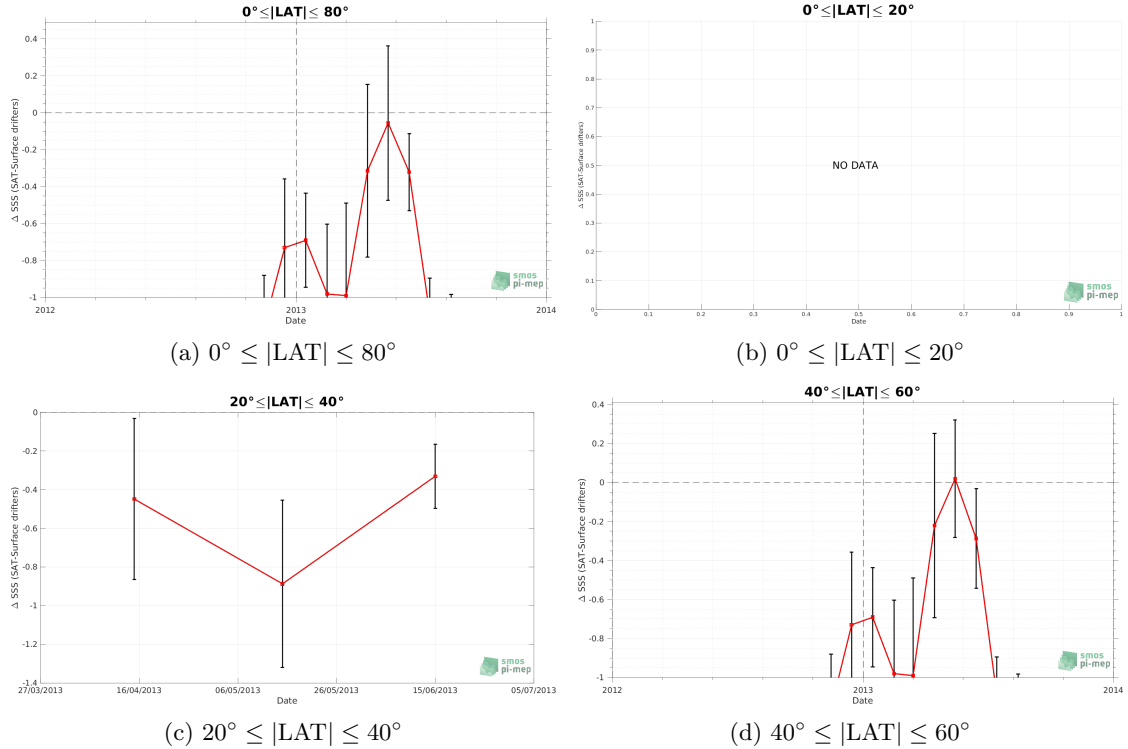 0°≤|LAT|≤ 80°
Δ SSS (SAT-Surface drifters)
0.4
0.2
0
-0.2
-0.4
-0.6
-0.8
-1
2012
2013
2014
Date
smos
pi-mep
(a) 0° ≤ |LAT| ≤ 80°
0°≤|LAT|≤ 20°
Δ SSS (SAT-Surface drifters)
1
0.9
0.8
0.7
0.6
0.5
0.4
0.3
0.2
0.1
0
NO DATA
0
0.1
0.2
0.3
0.4
0.5
0.6
0.7
0.8
0.9
1
Date
smos
pi-mep
(b) 0° ≤ |LAT| ≤ 20°
20°≤|LAT|≤ 40°
Δ SSS (SAT-Surface drifters)
0
-0.2
-0.4
-0.6
-0.8
-1
-1.2
-1.4
27/03/2013
16/04/2013
06/05/2013
26/05/2013
15/06/2013
05/07/2013
Date
smos
pi-mep
(c) 20° ≤ |LAT| ≤ 40°
40°≤|LAT|≤ 60°
Δ SSS (SAT-Surface drifters)
0.4
0.2
0
-0.2
-0.4
-0.6
-0.8
-1
2012
2013
2014
Date
smos
pi-mep
(d) 40° ≤ |LAT| ≤ 60°